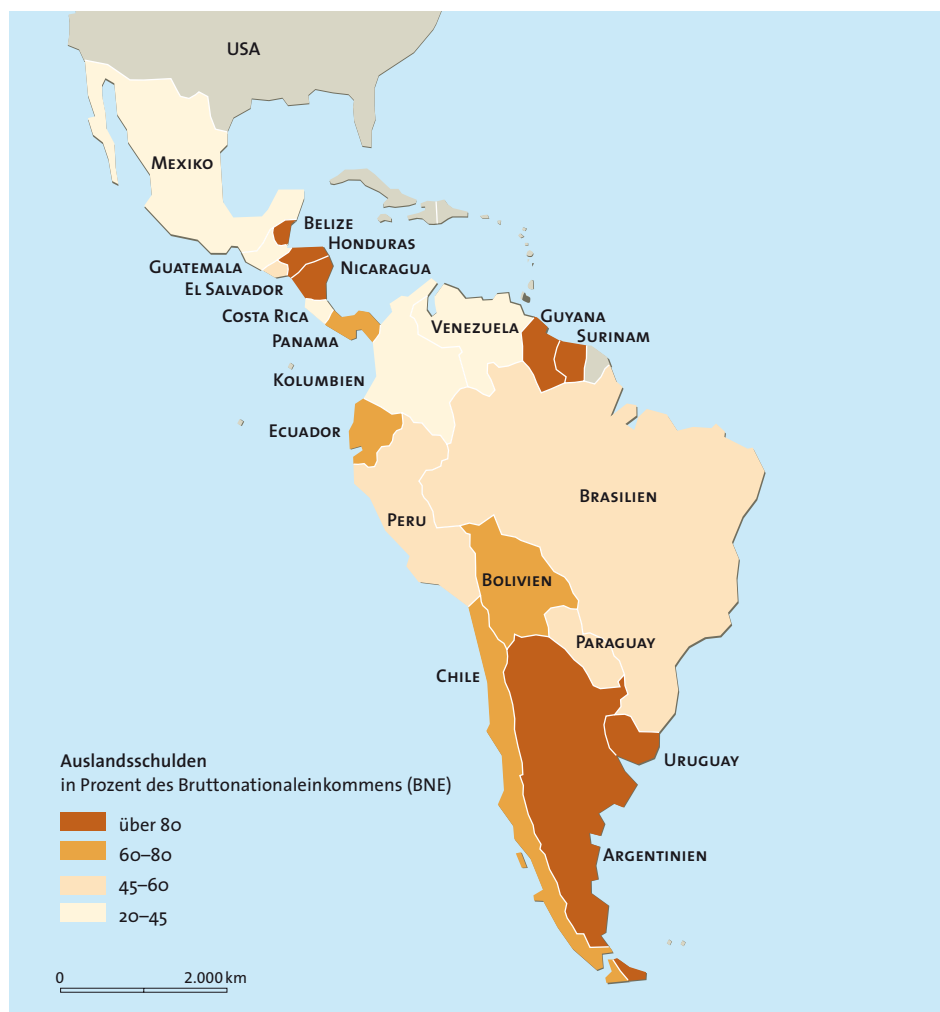 USA
Mexiko
Belize
Honduras
Guatemala
Nicaragua
El Salvador
Costa Rica
Guyana
Venezuela
Surinam
Panama
Kolumbien
Ecuador
Brasilien
Peru
Bolivien
Paraguay
Chile
Uruguay
Auslandsschulden
in Prozent des Bruttonationaleinkommens (BNE)
über 80
60–80
45–60
20–45
Argentinien
0 2.000 km